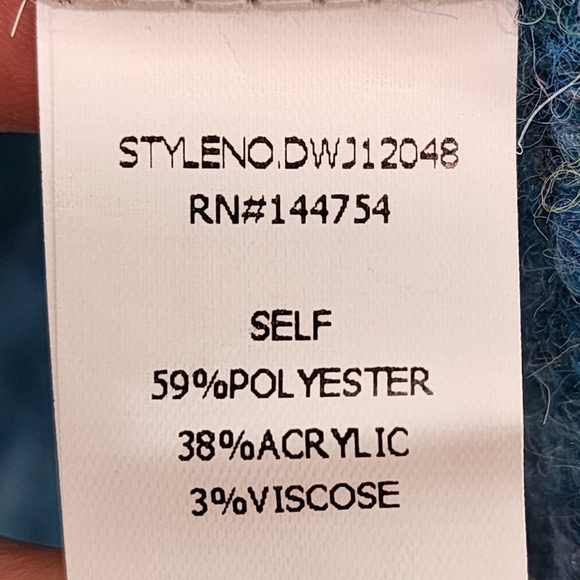 STYLENO.DWJ12048
RN#144754
SELF
59%POLYESTER
38%ACRYLIC
3%VISCOSE